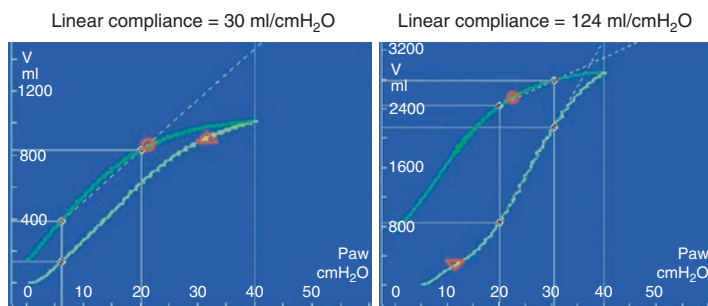 Linear compliance = 30 ml/cmH₂O
V
ml
1200
800
400
Paw
cmH₂O
0 10 20 30 40 50
Linear compliance = 124 ml/cmH₂O
3200
V
ml
2400
1600
800
Paw
cmH₂O
0 10 20 30 40 50